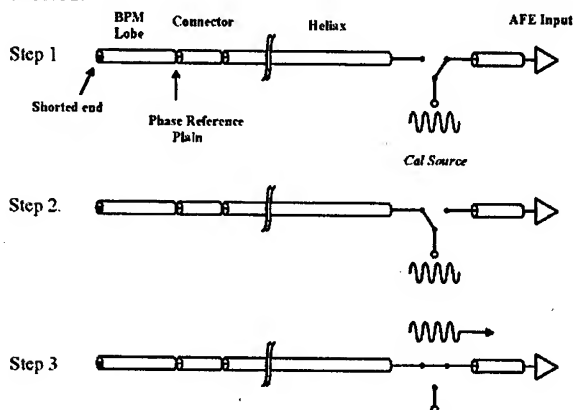 BPM
Lobe
Connector
Heliax
AFE Input
Step 1
Shorted end
Phase Reference
Plain
Cal Source
Step 2.
Step 3